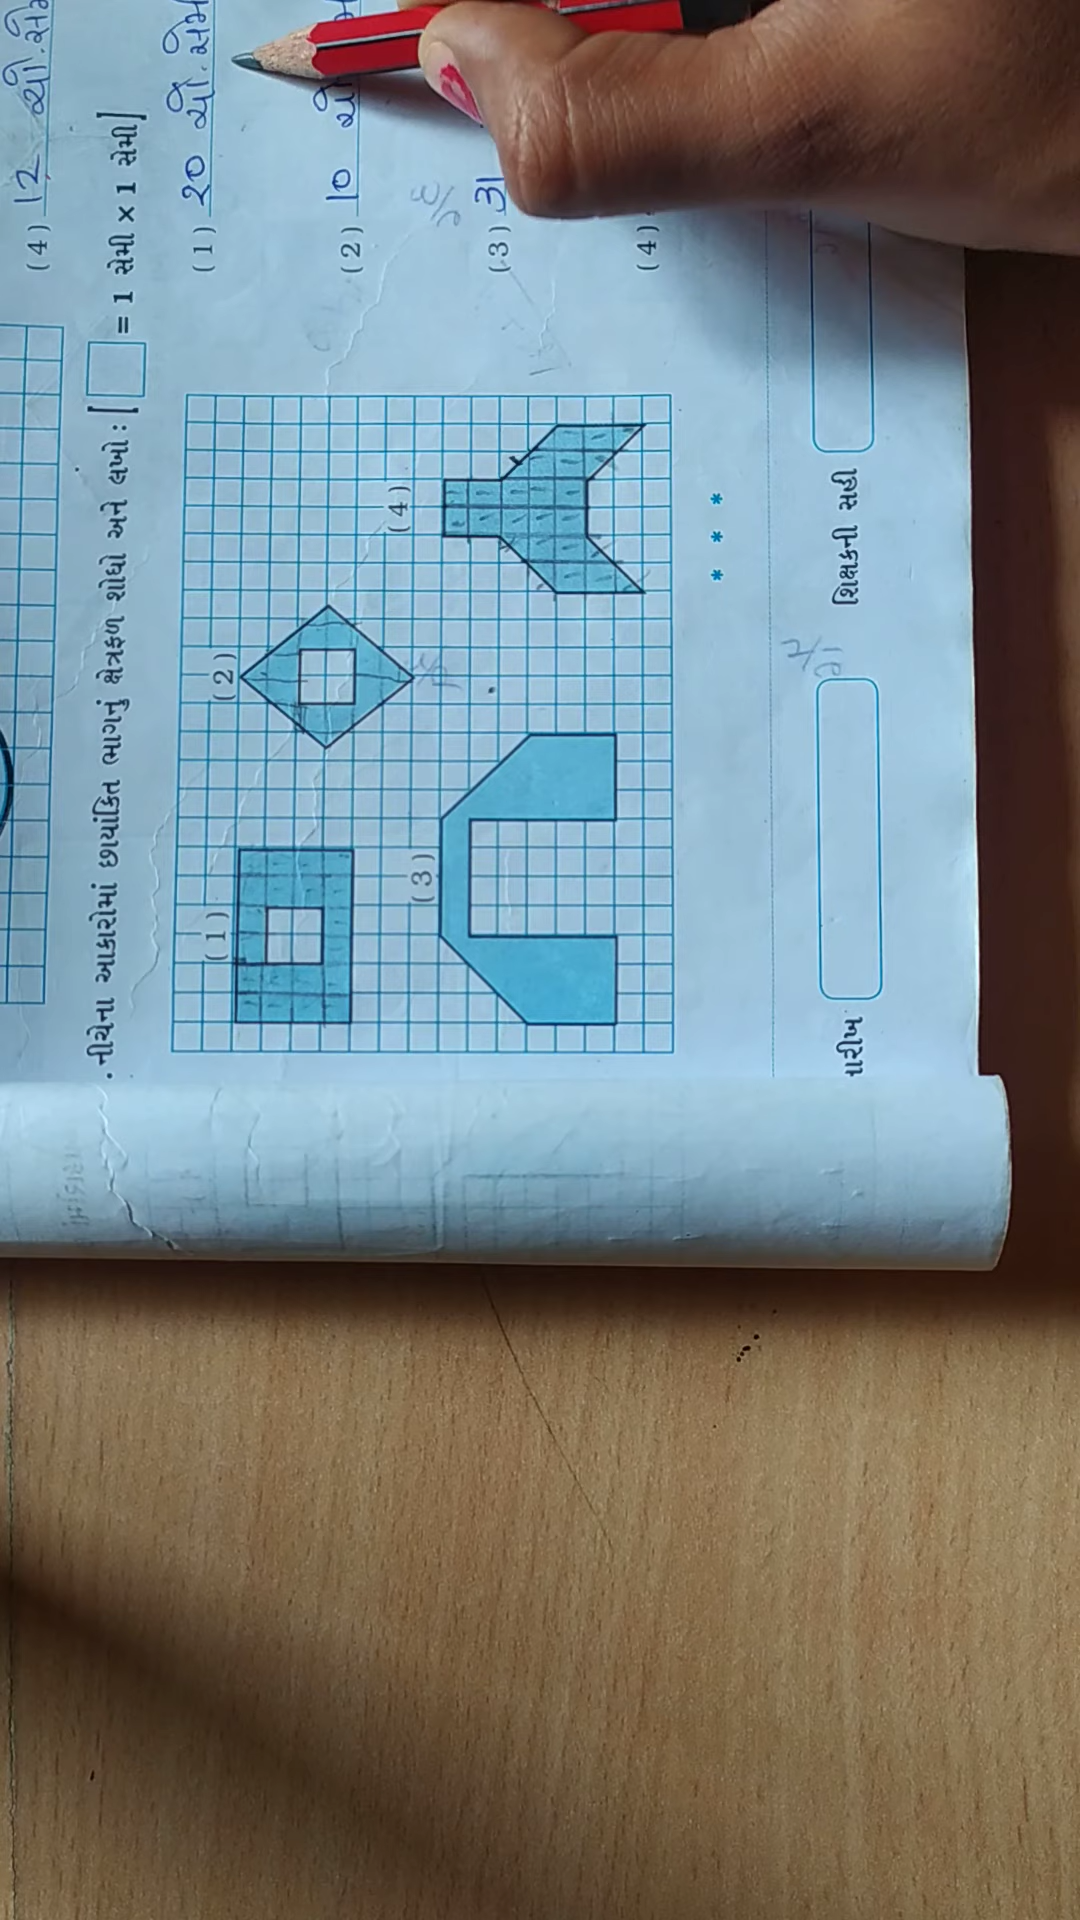 (4) 12 ચો.સેમ
. નીચેના આકારોમાં છાયાંકિત ભાગનું ક્ષેત્રફળ શોધો અને લખો : [ □ = 1 સેમી × 1 સેમી]
(1)
(2)
(3)
(4)
(1) 20 ચો.સેમ
(2) 10 ચો
(3) 31
(4)
* * *
તારીખ
શિક્ષકની સહી